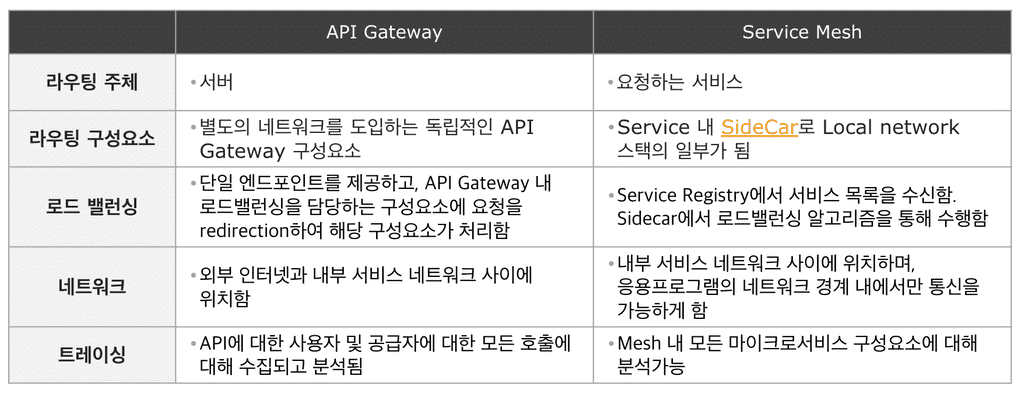 API Gateway
Service Mesh
라우팅 주체
•서버
•요청하는 서비스
라우팅 구성요소
•별도의 네트워크를 도입하는 독립적인 API
Gateway 구성요소
•Service 내 SideCar로 Local network
스택의 일부가 됨
로드 밸런싱
•단일 엔드포인트를 제공하고, API Gateway 내
로드밸런싱을 담당하는 구성요소에 요청을
redirection하여 해당 구성요소가 처리함
•Service Registry에서 서비스 목록을 수신함.
Sidecar에서 로드밸런싱 알고리즘을 통해 수행함
네트워크
•외부 인터넷과 내부 서비스 네트워크 사이에
위치함
•내부 서비스 네트워크 사이에 위치하며,
응용프로그램의 네트워크 경계 내에서만 통신을
가능하게 함
트레이싱
•API에 대한 사용자 및 공급자에 대한 모든 호출에
대해 수집되고 분석됨
•Mesh 내 모든 마이크로서비스 구성요소에 대해
분석가능